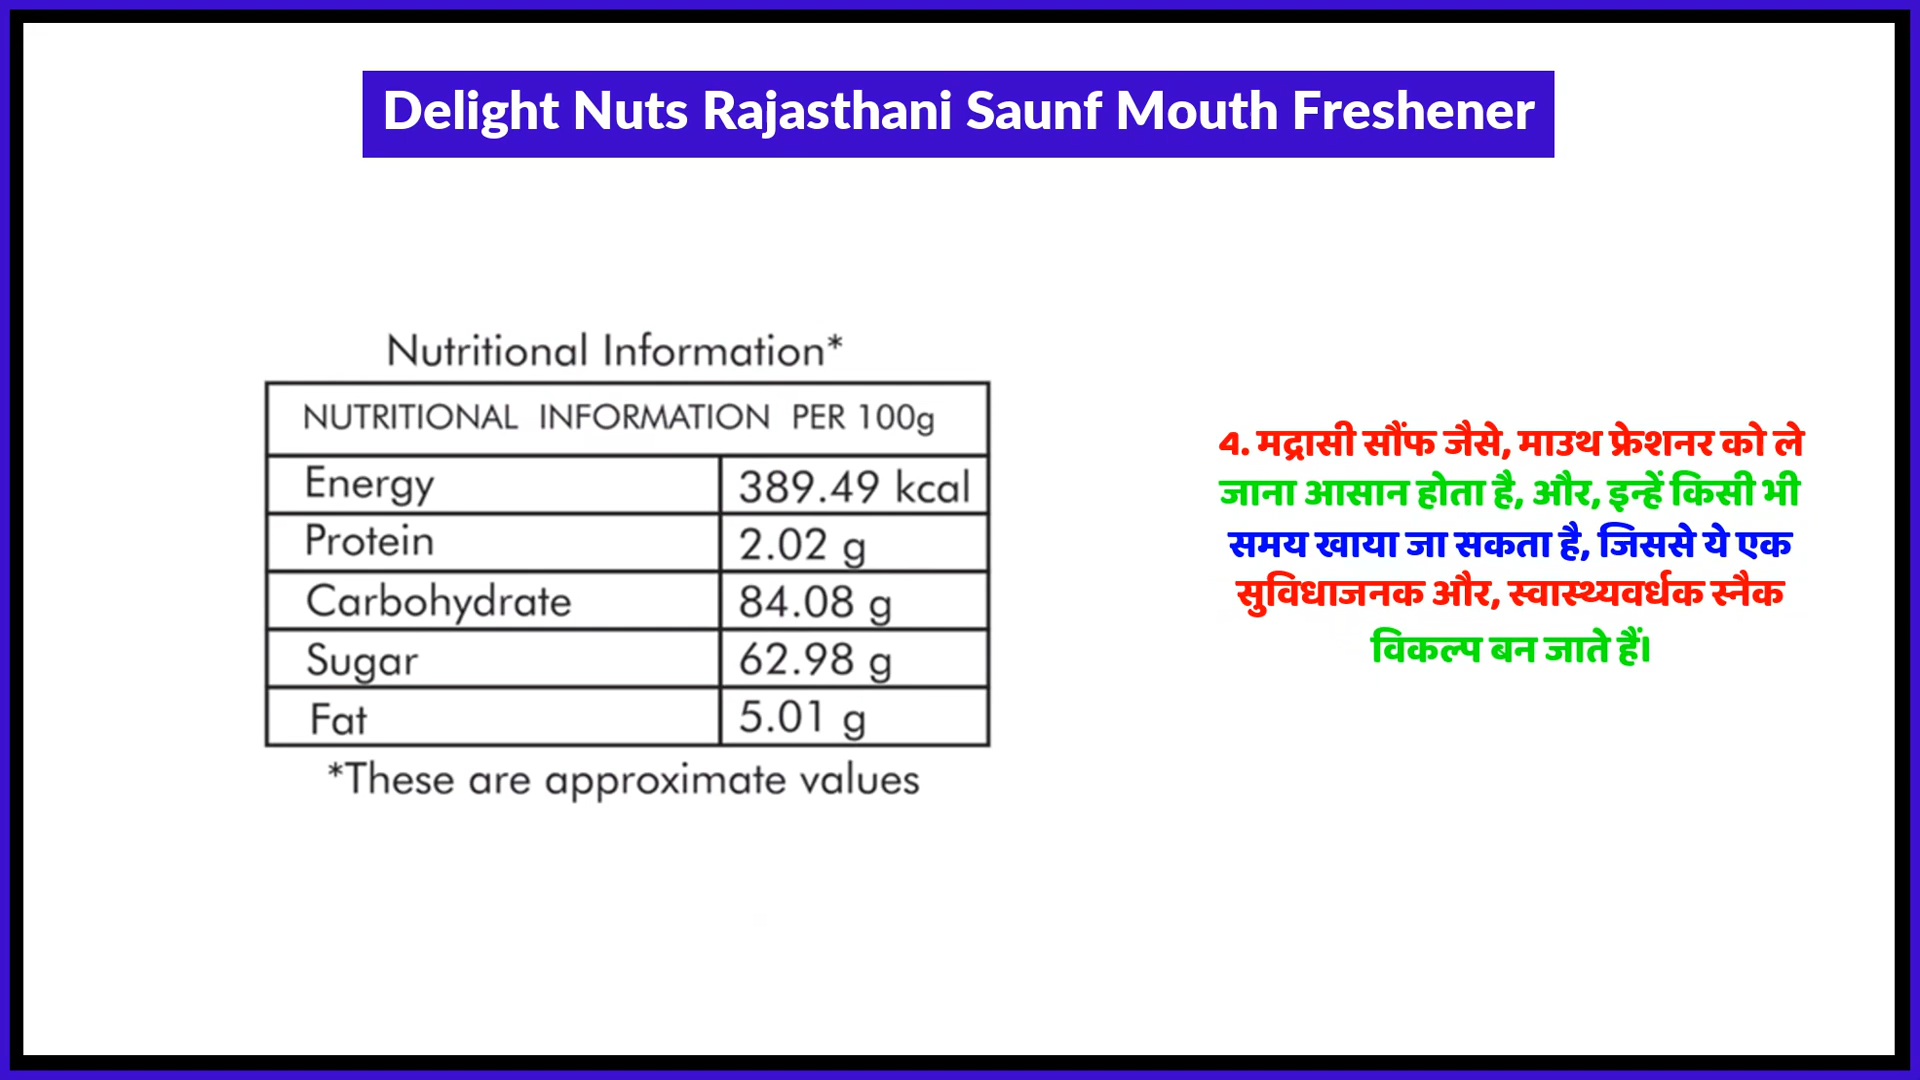 Delight Nuts Rajasthani Saunf Mouth Freshener
Nutritional Information*
NUTRITIONAL INFORMATION PER 100g
Energy 389.49 kcal
Protein 2.02 g
Carbohydrate 84.08 g
Sugar 62.98 g
Fat 5.01 g
*These are approximate values
4. मद्रासी सौंफ जैसे, माउथ फ्रेशनर को ले
जाना आसान होता है, और, इन्हें किसी भी
समय खाया जा सकता है, जिससे ये एक
सुविधाजनक और, स्वास्थ्यवर्धक स्नैक
विकल्प बन जाते हैं।